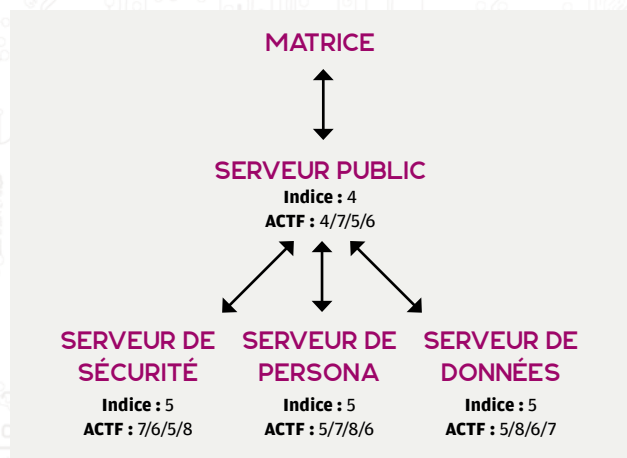 MATRICE
SERVEUR PUBLIC
Indice : 4
ACTF : 4/7/5/6
SERVEUR DE
SÉCURITÉ
Indice : 5
ACTF : 7/6/5/8
SERVEUR DE
PERSONA
Indice : 5
ACTF : 5/7/8/6
SERVEUR DE
DONNÉES
Indice : 5
ACTF : 5/8/6/7